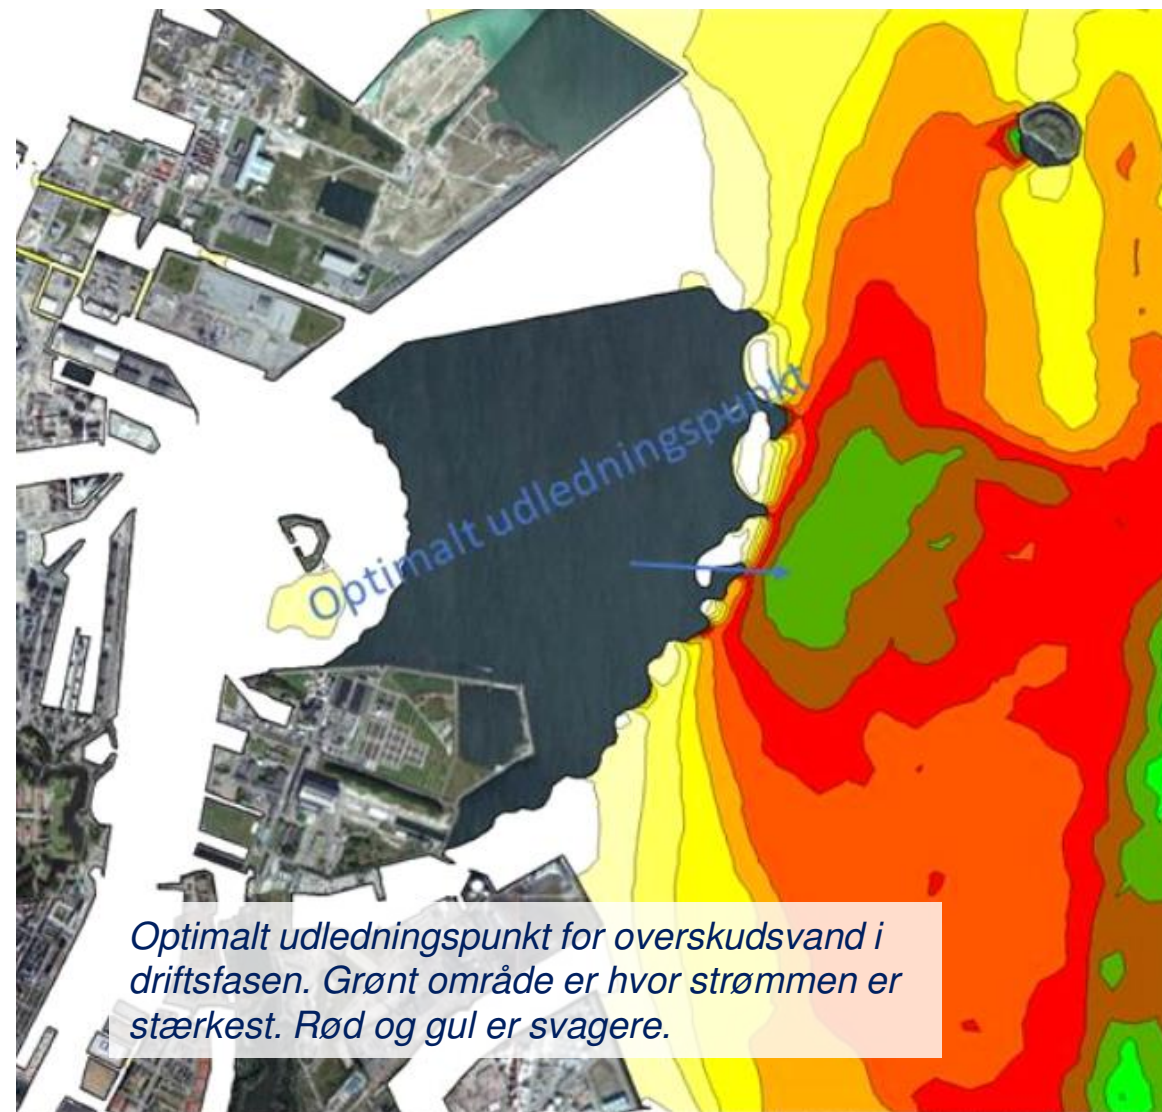 Optimalt udledningspunkt
Optimalt udledningspunkt for overskudsvand i
driftsfasen. Grønt område er hvor strømmen er
stærkest. Rød og gul er svagere.